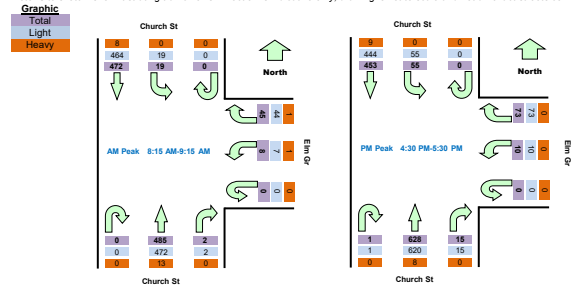 Graphic
Total
Light
Heavy
Church St
8 0 0
464 19 0
472 19 0
North
45 44 1
AM Peak 8:15 AM-9:15 AM
8 7 1
Elm Gr
0 0 0
0 485 2
0 472 2
0 13 0
Church St
Church St
9 0 0
444 55 0
453 55 0
North
73 73 0
PM Peak 4:30 PM-5:30 PM
10 10 0
Elm Gr
0 0 0
1 628 15
1 620 15
0 8 0
Church St